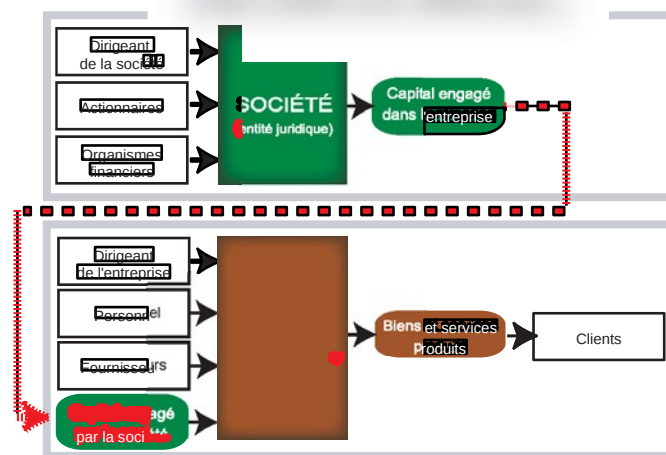 Dirigeant
de la société
Actionnaires
Organismes
financiers
SOCIÉTÉ
(entité juridique)
Capital engagé
dans l'entreprise
Dirigeant
de l'entreprise
Personnel
Fournisseurs
par la société
Biens et services
produits
Clients